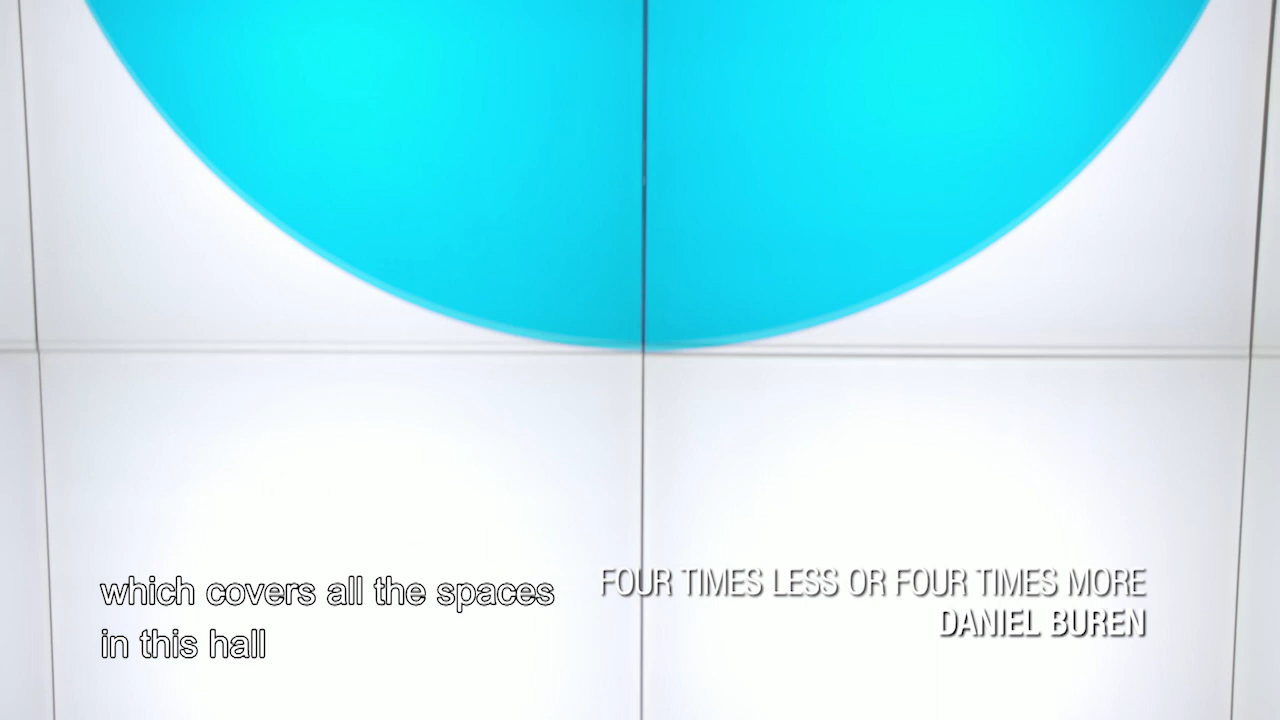 which covers all the spaces
in this hall
FOUR TIMES LESS OR FOUR TIMES MORE
DANIEL BUREN